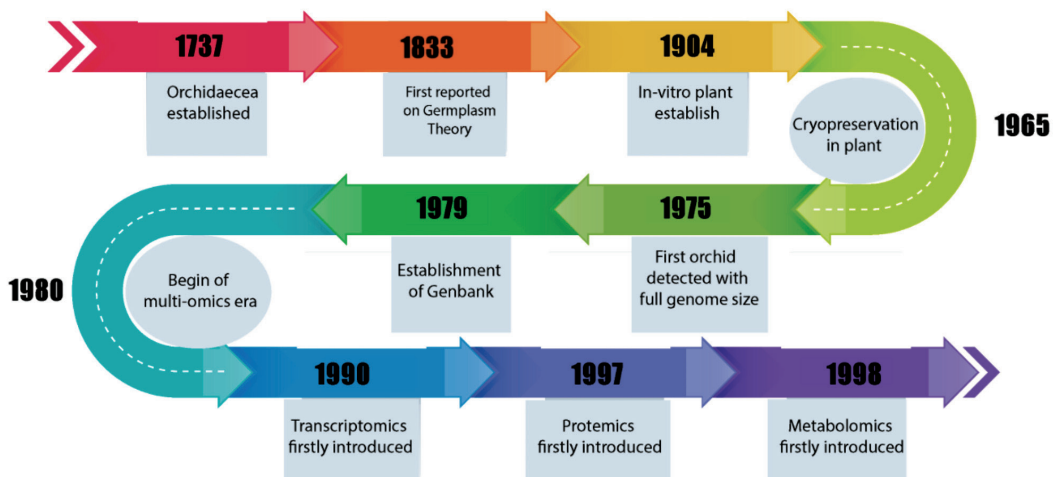 1737
Orchidaecea
established
1833
First reported
on Germplasm
Theory
1904
In-vitro plant
establish
1965
Cryopreservation
in plant
1975
First orchid
detected with
full genome size
1979
Establishment
of Genbank
1980
Begin of
multi-omics era
1990
Transcriptomics
firstly introduced
1997
Protemics
firstly introduced
1998
Metabolomics
firstly introduced